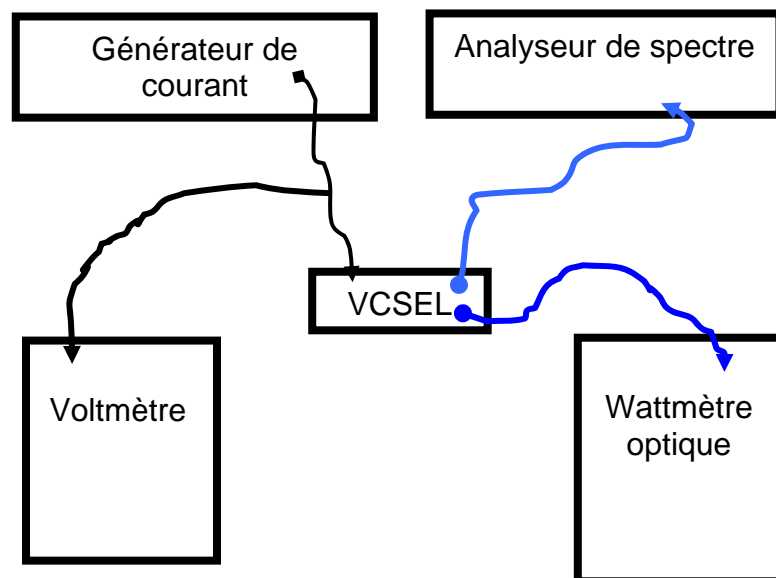 Générateur de
courant
Analyseur de spectre
VCSEL
Voltmètre
Wattmètre
optique